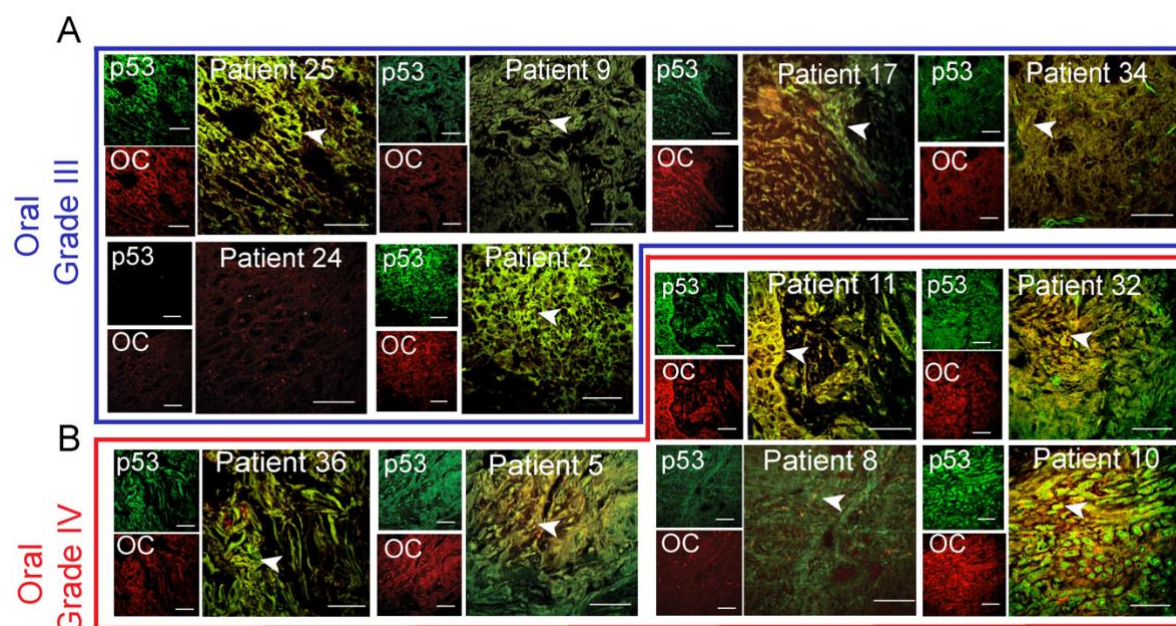 A
Oral
Grade III
p53
OC
Patient 25
p53
OC
Patient 9
p53
OC
Patient 17
p53
OC
Patient 34
p53
OC
Patient 24
p53
OC
Patient 2
B
Oral
Grade IV
p53
OC
Patient 11
p53
OC
Patient 32
p53
OC
Patient 36
p53
OC
Patient 5
p53
OC
Patient 8
p53
OC
Patient 10